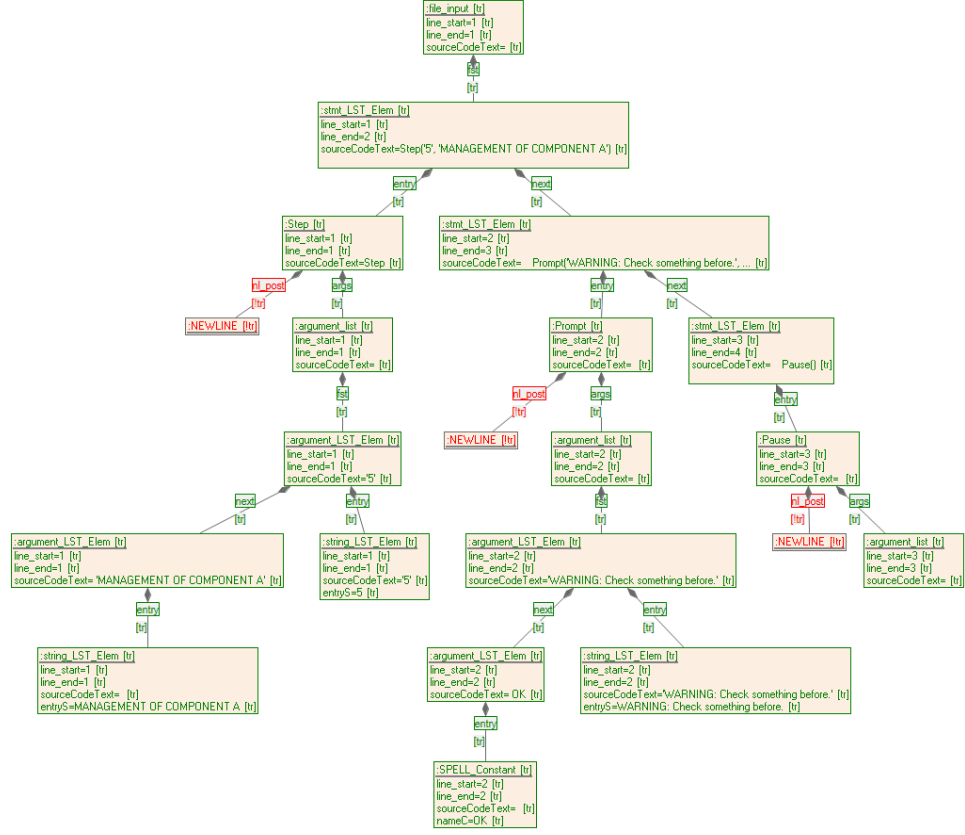 :file_input [tr]
line_start=1 [tr]
line_end=1 [tr]
sourceCodeText= [tr]
fst
[tr]
:stmt_LST_Elem [tr]
line_start=1 [tr]
line_end=2 [tr]
sourceCodeText=Step('5', 'MANAGEMENT OF COMPONENT A') [tr]
entry
[tr]
next
[tr]
:Step [tr]
line_start=1 [tr]
line_end=1 [tr]
sourceCodeText=Step [tr]
:stmt_LST_Elem [tr]
line_start=2 [tr]
line_end=3 [tr]
sourceCodeText= Prompt('WARNING: Check something before.', ... [tr]
nl_post
[!tr]
args
[tr]
entry
[tr]
next
[tr]
:NEWLINE [!tr]
:argument_list [tr]
line_start=1 [tr]
line_end=1 [tr]
sourceCodeText= [tr]
:Prompt [tr]
line_start=2 [tr]
line_end=2 [tr]
sourceCodeText= [tr]
:stmt_LST_Elem [tr]
line_start=3 [tr]
line_end=4 [tr]
sourceCodeText= Pause() [tr]
fst
[tr]
nl_post
[!tr]
args
[tr]
entry
[tr]
:argument_LST_Elem [tr]
line_start=1 [tr]
line_end=1 [tr]
sourceCodeText='5' [tr]
:NEWLINE [!tr]
:argument_list [tr]
line_start=2 [tr]
line_end=2 [tr]
sourceCodeText= [tr]
:Pause [tr]
line_start=3 [tr]
line_end=3 [tr]
sourceCodeText= [tr]
next
[tr]
entry
[tr]
fst
[tr]
nl_post
[!tr]
args
[tr]
:argument_LST_Elem [tr]
line_start=1 [tr]
line_end=1 [tr]
sourceCodeText= 'MANAGEMENT OF COMPONENT A' [tr]
:string_LST_Elem [tr]
line_start=1 [tr]
line_end=1 [tr]
sourceCodeText='5' [tr]
entryS=5 [tr]
:argument_LST_Elem [tr]
line_start=2 [tr]
line_end=2 [tr]
sourceCodeText='WARNING: Check something before.' [tr]
:NEWLINE [!tr]
:argument_list [tr]
line_start=3 [tr]
line_end=3 [tr]
sourceCodeText= [tr]
entry
[tr]
next
[tr]
entry
[tr]
:string_LST_Elem [tr]
line_start=1 [tr]
line_end=1 [tr]
sourceCodeText= [tr]
entryS=MANAGEMENT OF COMPONENT A [tr]
:argument_LST_Elem [tr]
line_start=2 [tr]
line_end=2 [tr]
sourceCodeText= OK [tr]
:string_LST_Elem [tr]
line_start=2 [tr]
line_end=2 [tr]
sourceCodeText='WARNING: Check something before.' [tr]
entryS=WARNING: Check something before. [tr]
entry
[tr]
:SPELL_Constant [tr]
line_start=2 [tr]
line_end=2 [tr]
sourceCodeText= [tr]
nameC=OK [tr]